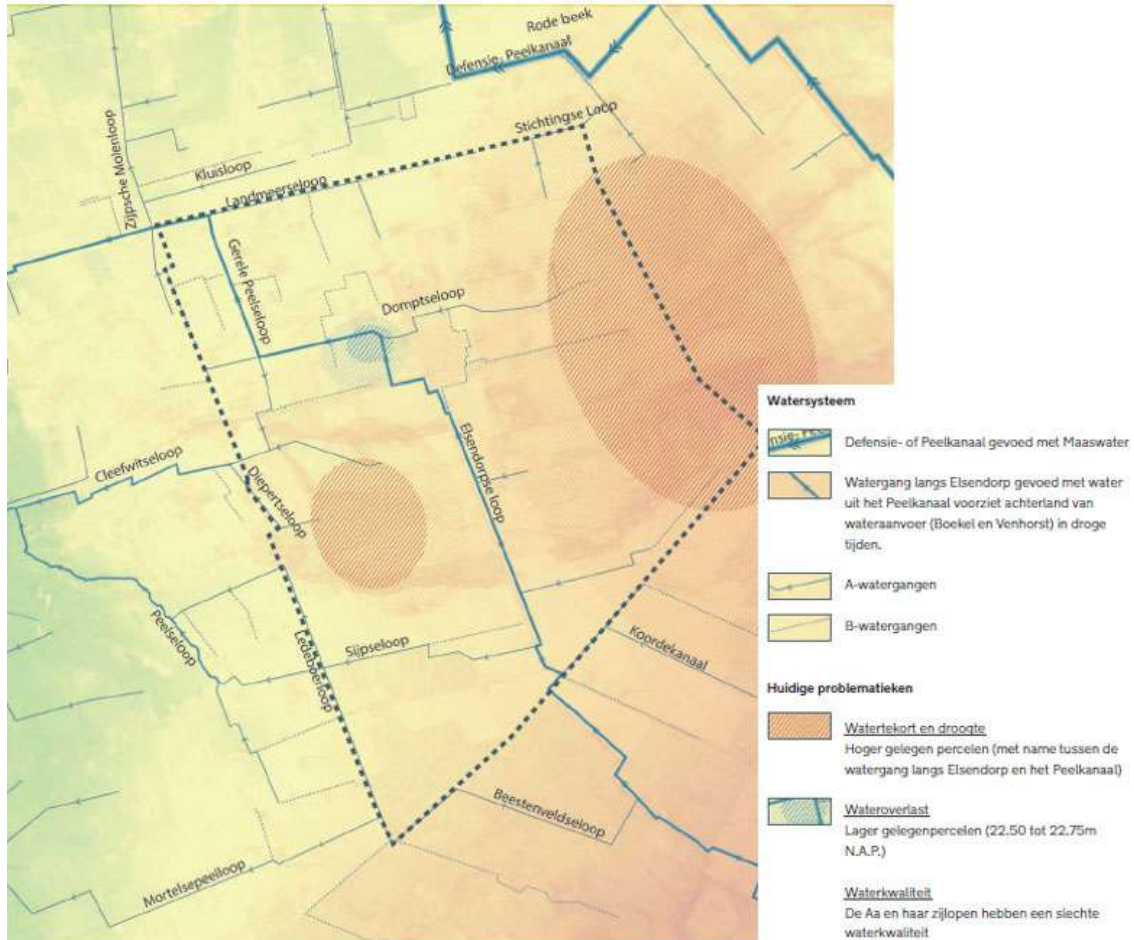 Rode beek
Defensie- Peelkanaal
Stichtingse Loop
Zijpsche Molenloop
Kluisloop
Landmeerseloop
Gerele Peelseloop
Domptseloop
Elsendorpse loop
Cleefwitseloop
Diepertseloop
Peelseloop
Ledeboerloop
Sijpseloop
Koordekanaal
Beestenveldseloop
Mortelsepeelloop
Watersysteem
Defensie- of Peelkanaal gevoed met Maaswater
Watergang langs Elsendorp gevoed met water
uit het Peelkanaal voorziet achterland van
wateraanvoer (Boekel en Venhorst) in droge
tijden.
A-watergangen
B-watergangen
Huidige problematieken
Watertekort en droogte
Hoger gelegen percelen (met name tussen de
watergang langs Elsendorp en het Peelkanaal)
Wateroverlast
Lager gelegenpercelen (22.50 tot 22.75m
N.A.P.)
Waterkwaliteit
De Aa en haar zijlopen hebben een slechte
waterkwaliteit